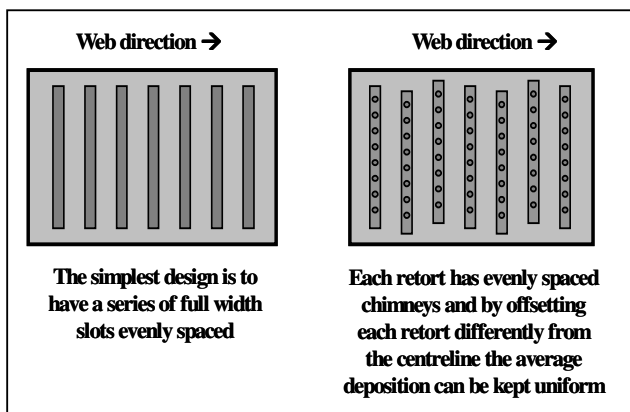 Web direction →
The simplest design is to
have a series of full width
slots evenly spaced
Web direction →
Each retort has evenly spaced
chimneys and by offsetting
each retort differently from
the centreline the average
deposition can be kept uniform